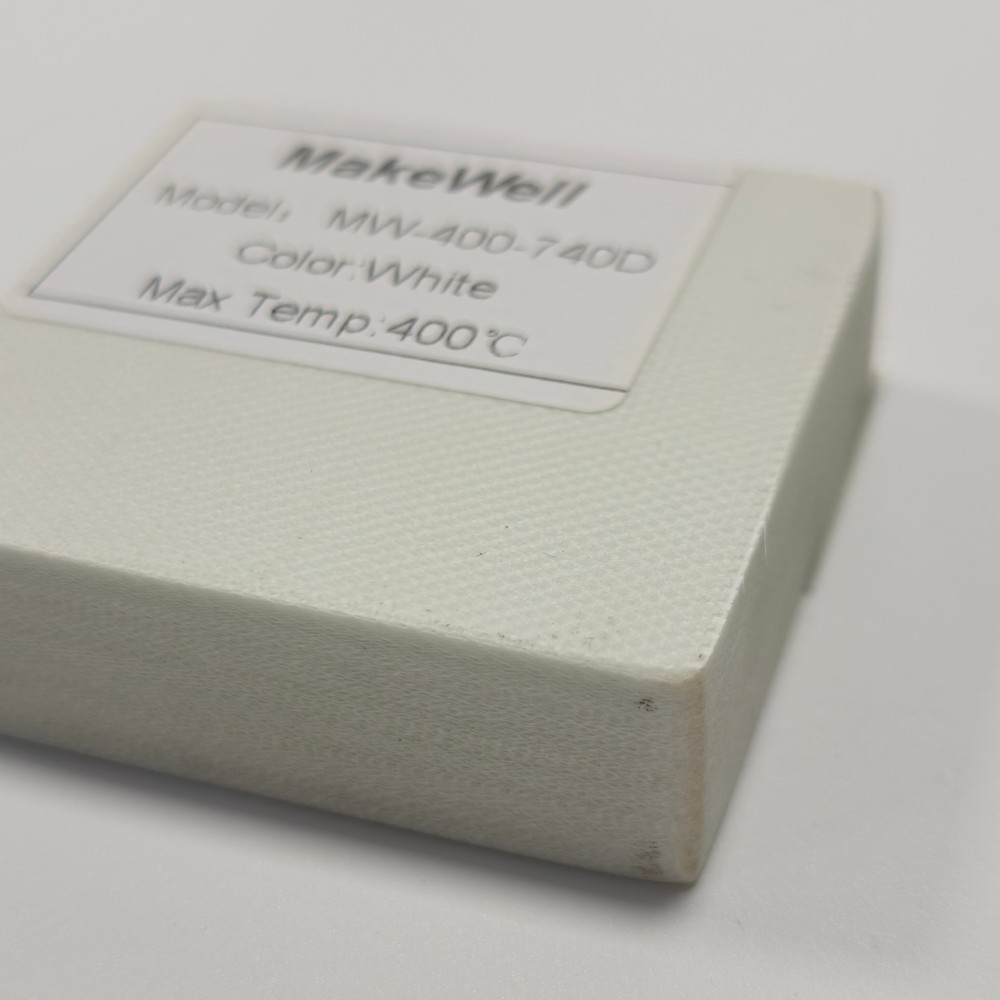 MakeWell
Model: MW-400-740D
Color:White
Max Temp:400℃